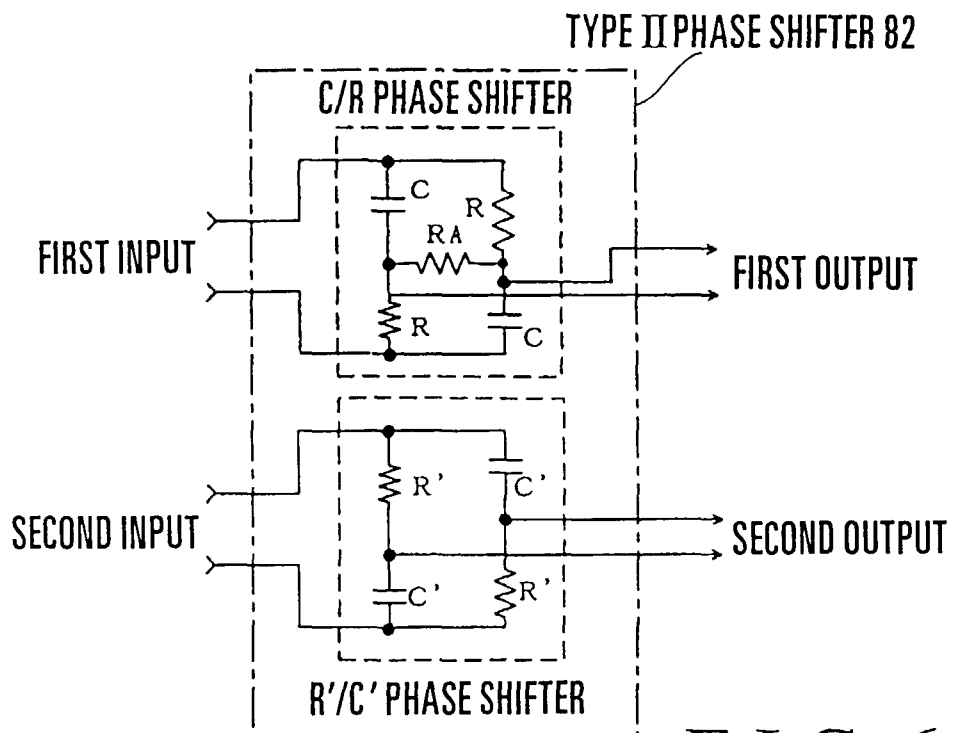 TYPE II PHASE SHIFTER 82
C/R PHASE SHIFTER
C
R
RA
FIRST INPUT
FIRST OUTPUT
R
C
R'
C'
SECOND INPUT
SECOND OUTPUT
C'
R'
R'/C' PHASE SHIFTER